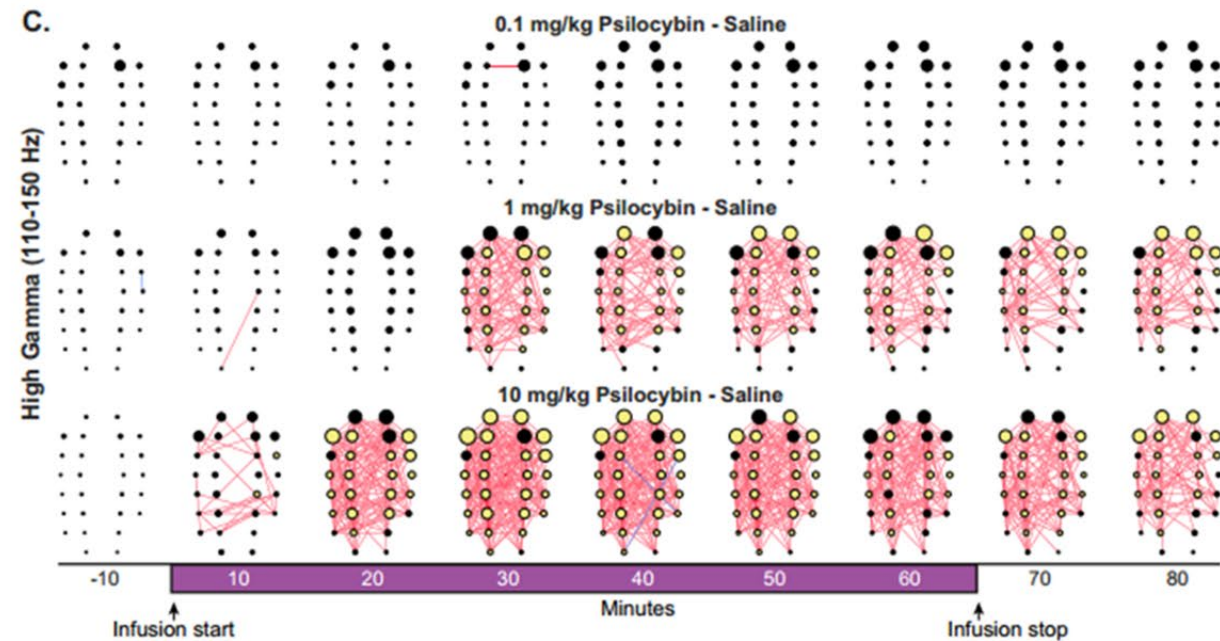 C.
0.1 mg/kg Psilocybin - Saline
High Gamma (110-150 Hz)
1 mg/kg Psilocybin - Saline
10 mg/kg Psilocybin - Saline
-10 10 20 30 40 50 60 70 80
Minutes
Infusion start Infusion stop